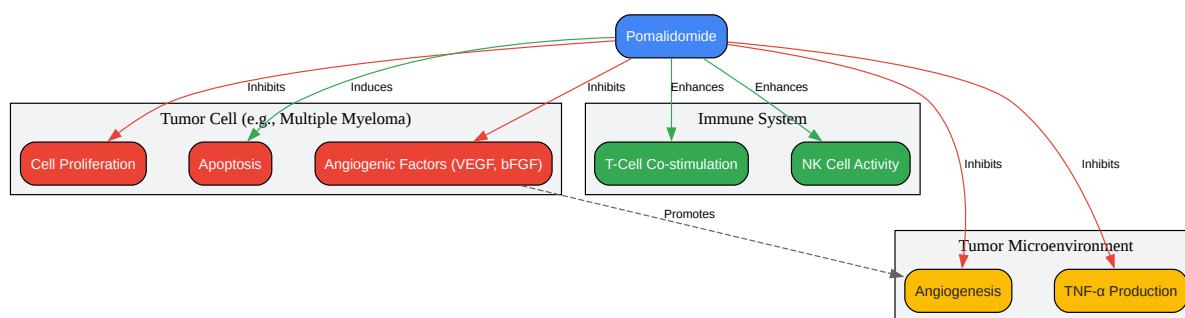 Pomalidomide
Inhibits
Induces
Inhibits
Enhances
Enhances
Tumor Cell (e.g., Multiple Myeloma)
Immune System
Cell Proliferation
Apoptosis
Angiogenic Factors (VEGF, bFGF)
T-Cell Co-stimulation
NK Cell Activity
Inhibits
Inhibits
Promotes
Tumor Microenvironment
Angiogenesis
TNF-α Production